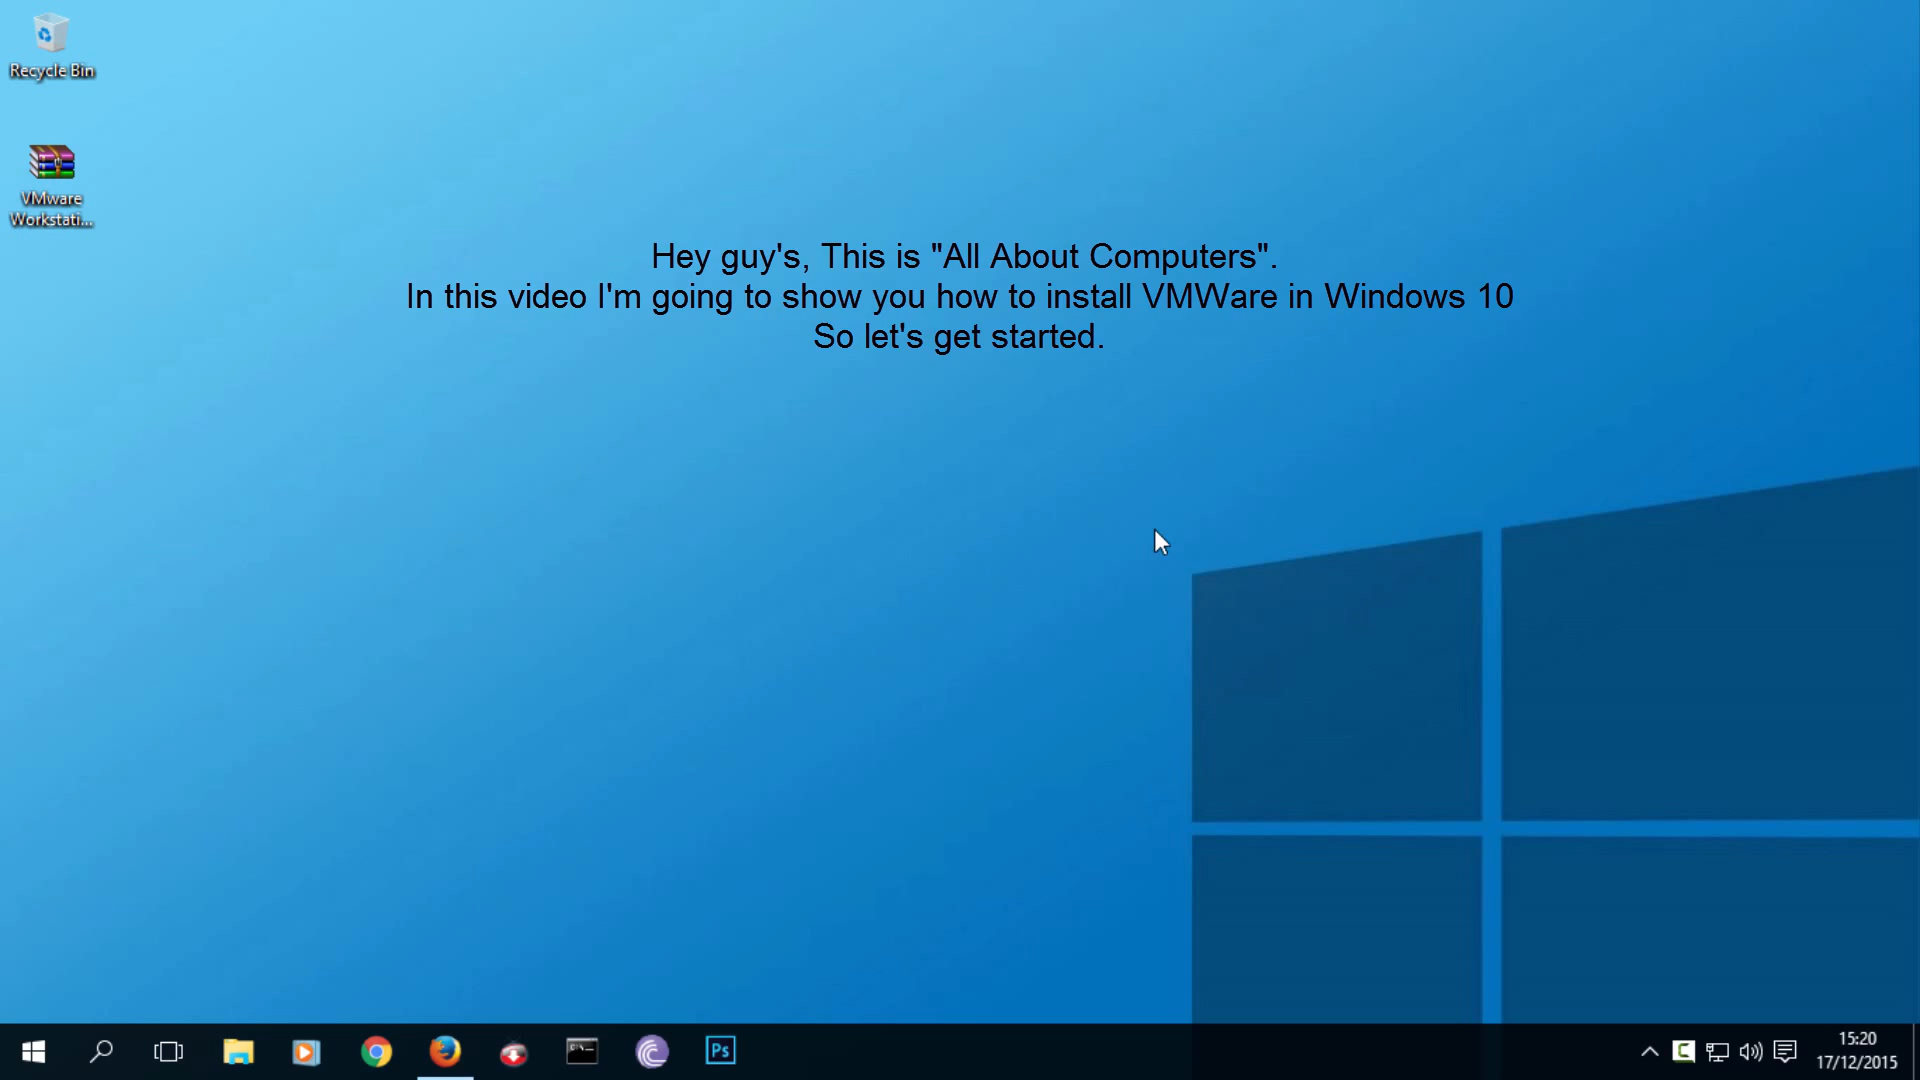 Recycle Bin
VMware
Workstati...
Hey guy's, This is "All About Computers".
In this video I'm going to show you how to install VMWare in Windows 10
So let's get started.
Ps
15:20
17/12/2015